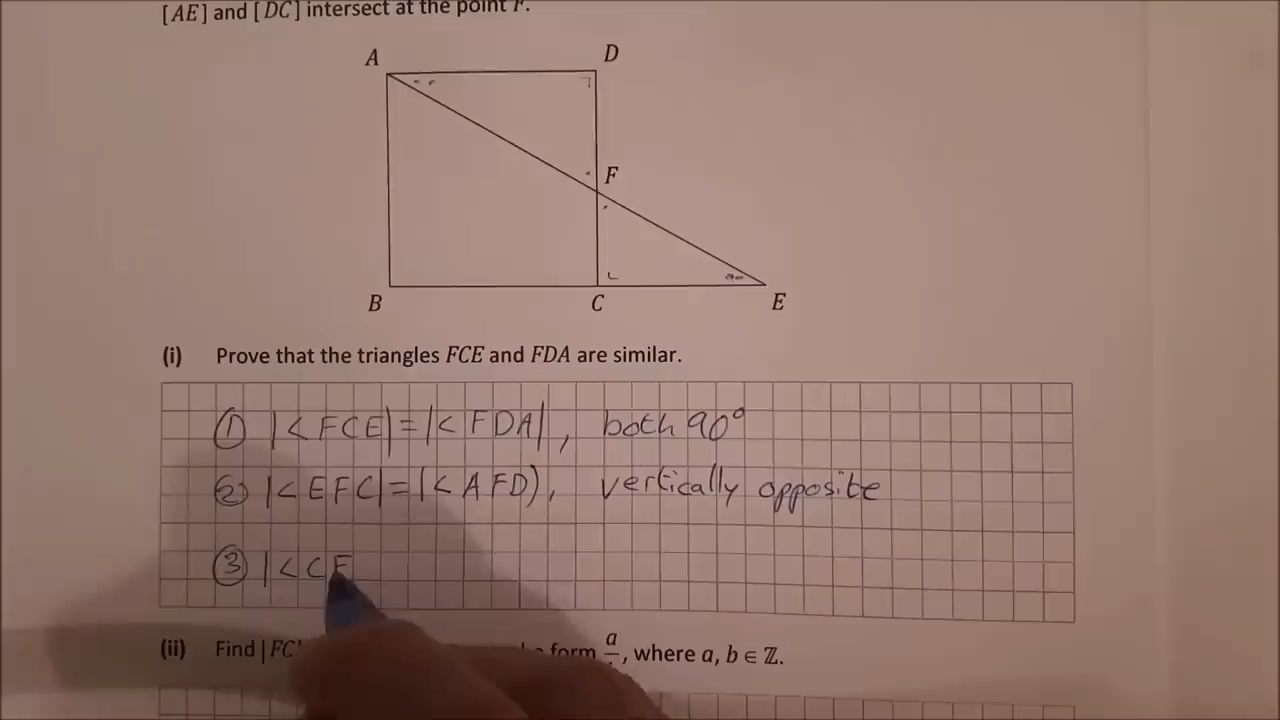 [AE] and [DC] intersect at the point F.
A
D
F
B
C
E
(i) Prove that the triangles FCE and FDA are similar.
① |<FCE|=|<FDA|, both 90°
② |<EFC|=|<AFD), vertically opposite
③ |<CE
(ii) Find |FC form a, where a, b ∈ ℤ.